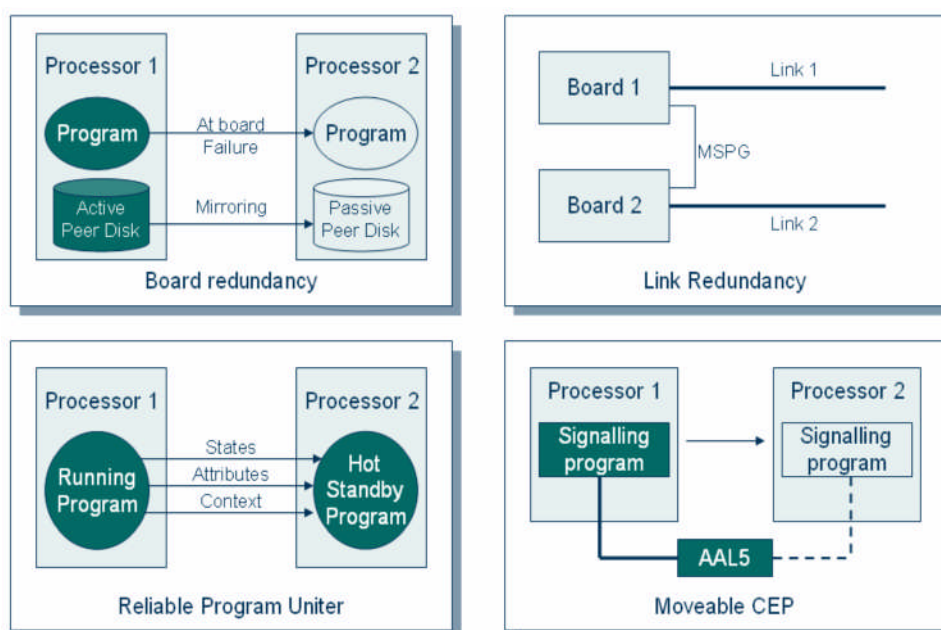 Processor 1
Processor 2
Program
At board
Failure
Program
Active
Peer Disk
Mirroring
Passive
Peer Disk
Board redundancy
Board 1
Link 1
MSPG
Board 2
Link 2
Link Redundancy
Processor 1
Processor 2
Running
Program
States
Attributes
Context
Hot
Standby
Program
Reliable Program Uniter
Processor 1
Processor 2
Signalling
program
Signalling
program
AAL5
Moveable CEP